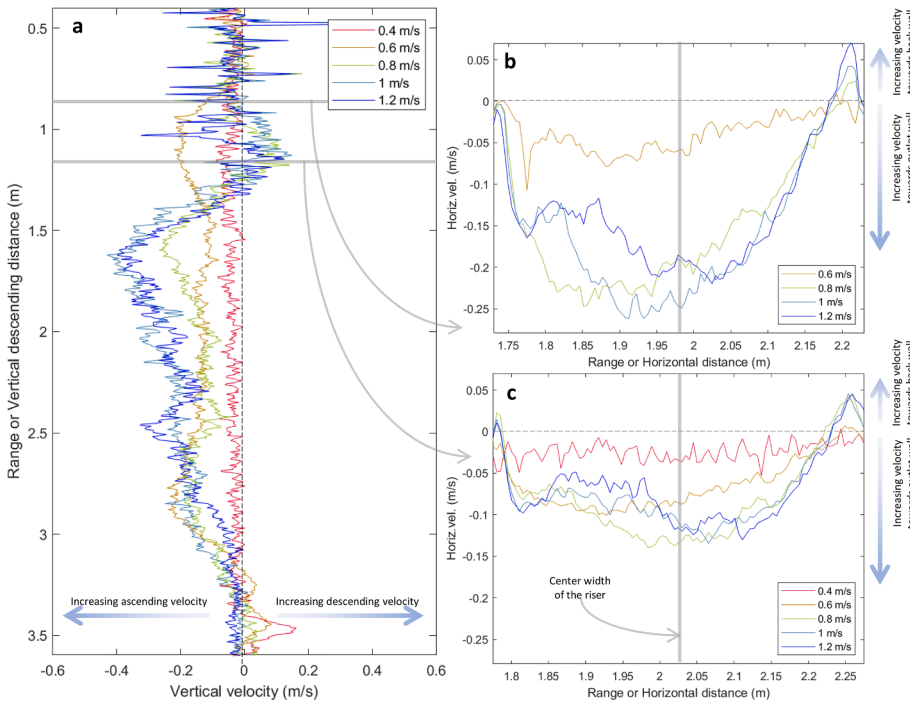 a
0.4 m/s
0.6 m/s
0.8 m/s
1 m/s
1.2 m/s
0.5
1
1.5
2
2.5
3
3.5
Range or Vertical descending distance (m)
Increasing ascending velocity
Increasing descending velocity
-0.6
-0.4
-0.2
0
0.2
0.4
0.6
Vertical velocity (m/s)
b
0.05
0
-0.05
-0.1
-0.15
-0.2
-0.25
Horiz.vel. (m/s)
0.6 m/s
0.8 m/s
1 m/s
1.2 m/s
1.75
1.8
1.85
1.9
1.95
2
2.05
2.1
2.15
2.2
Range or Horizontal distance (m)
Increasing velocity
Increasing velocity
c
0.05
0
-0.05
-0.1
-0.15
-0.2
-0.25
Horiz.vel. (m/s)
Center width
of the riser
0.4 m/s
0.6 m/s
0.8 m/s
1 m/s
1.2 m/s
1.8
1.85
1.9
1.95
2
2.05
2.1
2.15
2.2
2.25
Range or Horizontal distance (m)
Increasing velocity
Increasing velocity